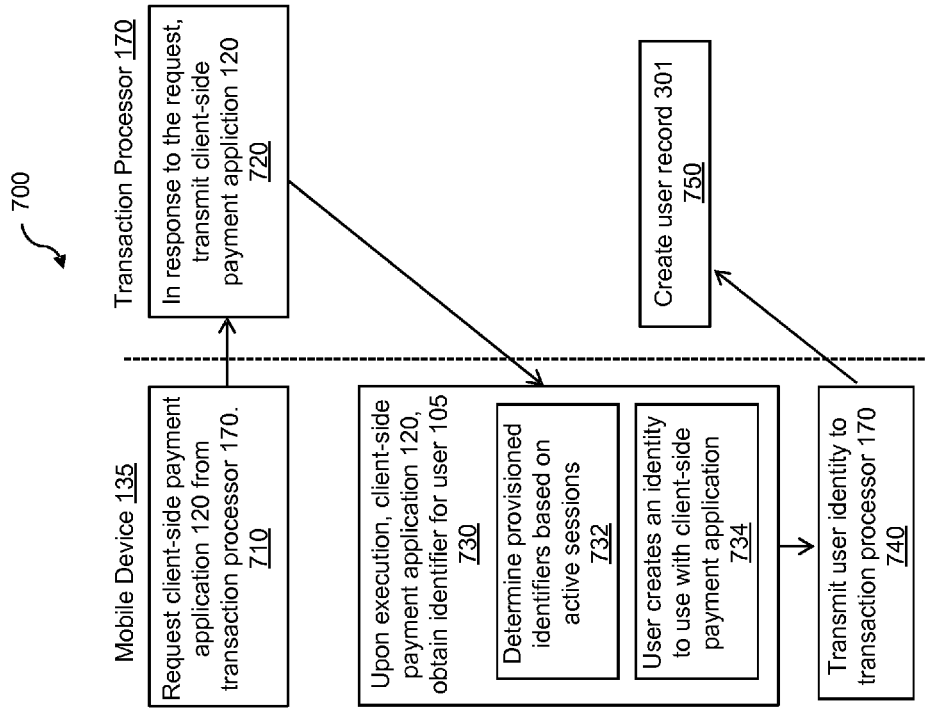 700
Mobile Device 135
Transaction Processor 170
Request client-side payment
application 120 from
transaction processor 170.
710
In response to the request,
transmit client-side
payment appliction 120
720
Upon execution, client-side
payment application 120,
obtain identifier for user 105
730
Determine provisioned
identifiers based on
active sessions
732
User creates an identity
to use with client-side
payment application
734
Transmit user identity to
transaction processor 170
740
Create user record 301
750